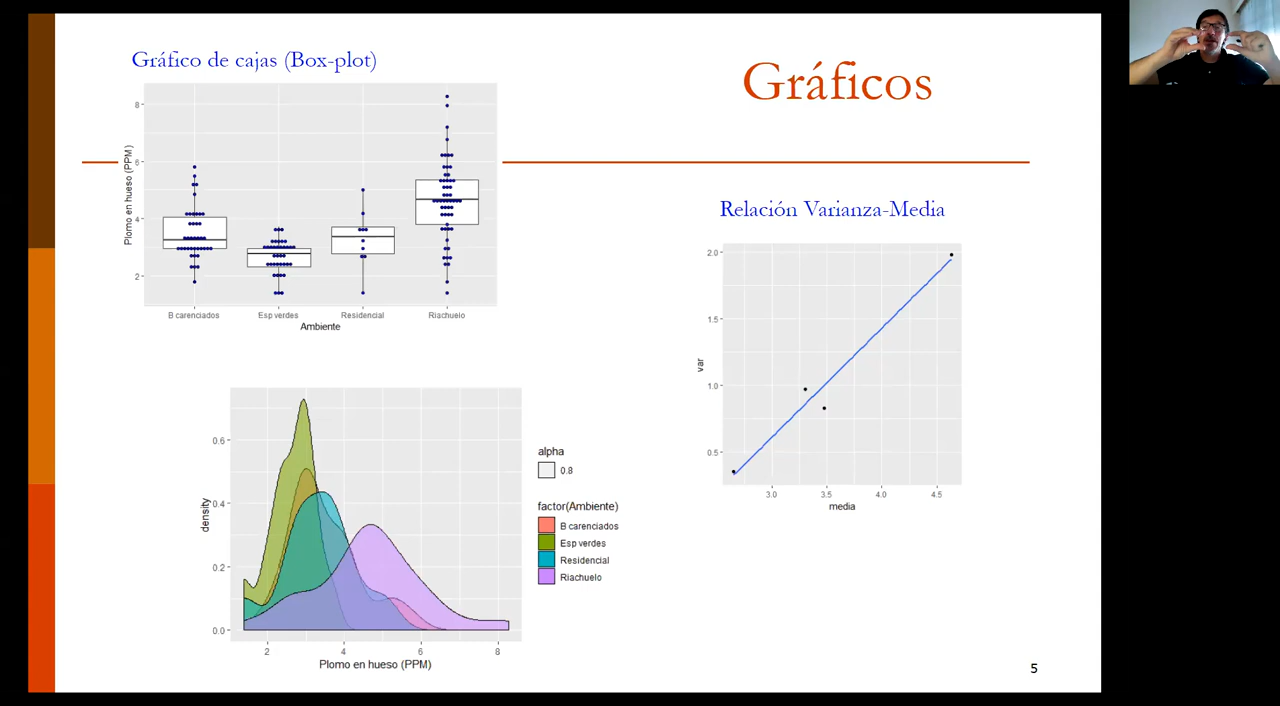 Gráfico de cajas (Box-plot)
Gráficos
Plomo en hueso (PPM)
8
6
4
2
B carenciados Esp verdes Residencial Riachuelo
Ambiente
Relación Varianza-Media
var
2.0
1.5
1.0
0.5
3.0 3.5 4.0 4.5
media
density
0.6
0.4
0.2
0.0
2 4 6 8
Plomo en hueso (PPM)
alpha
0.8
factor(Ambiente)
B carenciados
Esp verdes
Residencial
Riachuelo
5